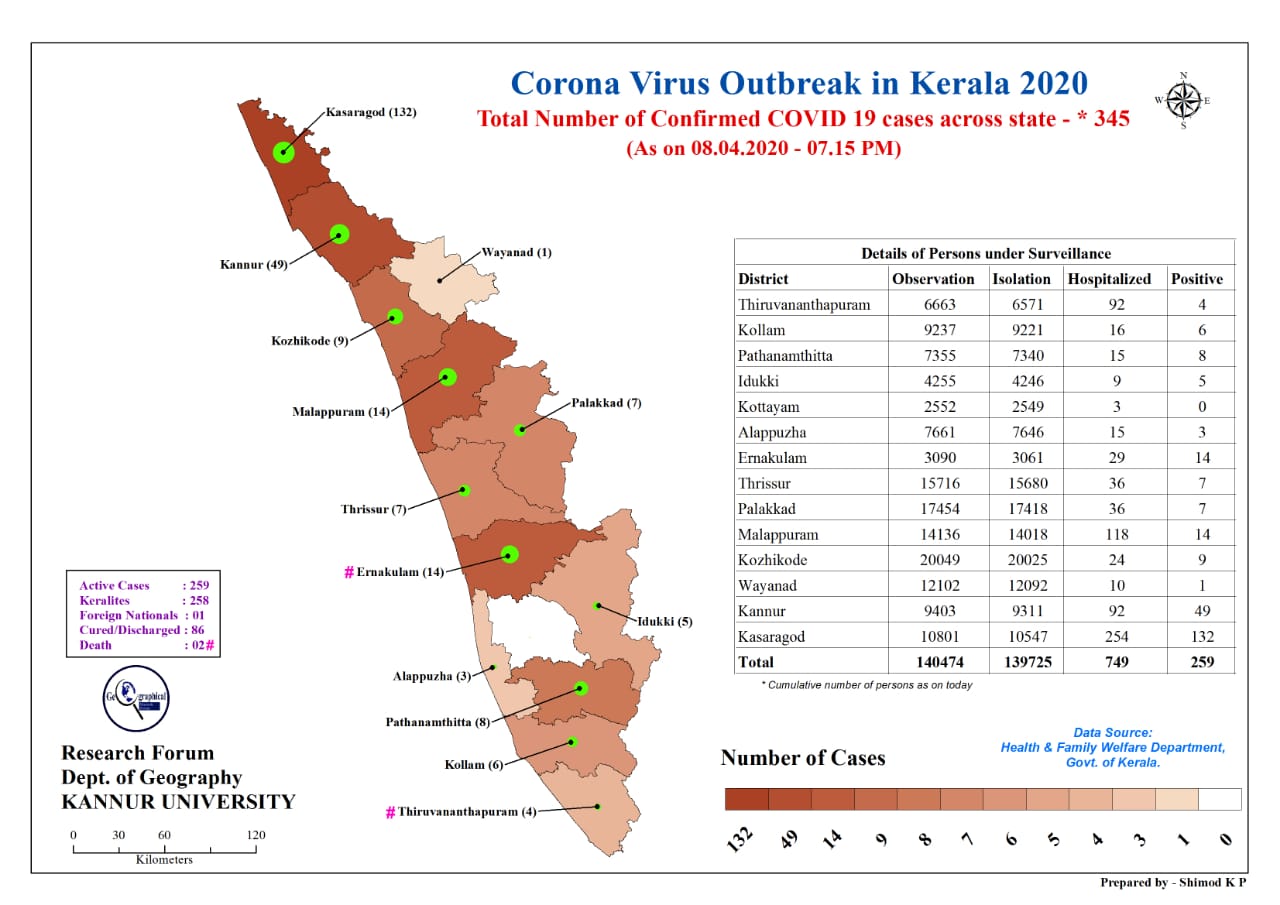 Corona Virus Outbreak in Kerala 2020
Total Number of Confirmed COVID 19 cases across state - * 345
(As on 08.04.2020 - 07.15 PM)
N
W E
S
Kasaragod (132)
Kannur (49)
Wayanad (1)
Kozhikode (9)
Malappuram (14)
Palakkad (7)
Thrissur (7)
# Ernakulam (14)
Idukki (5)
Alappuzha (3)
Pathanamthitta (8)
Kollam (6)
# Thiruvananthapuram (4)
Details of Persons under Surveillance
District Observation Isolation Hospitalized Positive
Thiruvananthapuram 6663 6571 92 4
Kollam 9237 9221 16 6
Pathanamthitta 7355 7340 15 8
Idukki 4255 4246 9 5
Kottayam 2552 2549 3 0
Alappuzha 7661 7646 15 3
Ernakulam 3090 3061 29 14
Thrissur 15716 15680 36 7
Palakkad 17454 17418 36 7
Malappuram 14136 14018 118 14
Kozhikode 20049 20025 24 9
Wayanad 12102 12092 10 1
Kannur 9403 9311 92 49
Kasaragod 10801 10547 254 132
Total 140474 139725 749 259
* Cumulative number of persons as on today
Active Cases : 259
Keralites : 258
Foreign Nationals : 01
Cured/Discharged : 86
Death : 02#
Geographical
Research Forum
Dept. of Geography
KANNUR UNIVERSITY
0 30 60 120
Kilometers
Data Source:
Health & Family Welfare Department,
Govt. of Kerala.
Number of Cases
132 49 14 9 8 7 6 5 4 3 1 0
Prepared by - Shimod K P